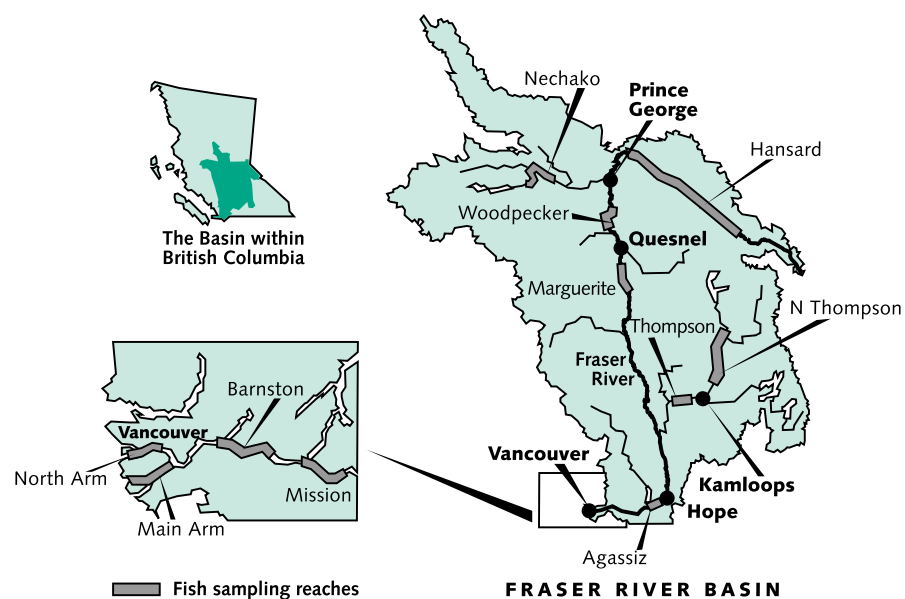 Nechako
Prince
George
Hansard
Woodpecker
Quesnel
The Basin within
British Columbia
Marguerite
N Thompson
Thompson
Fraser
River
Barnston
Vancouver
North Arm
Mission
Main Arm
Vancouver
Kamloops
Hope
Agassiz
Fish sampling reaches
FRASER RIVER BASIN